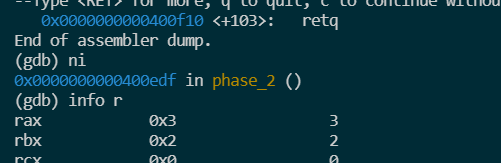 --Type <RET> for more, q to quit, c to continue withou
0x0000000000400f10 <+103>: retq
End of assembler dump.
(gdb) ni
0x0000000000400edf in phase_2 ()
(gdb) info r
rax 0x3 3
rbx 0x2 2
rcx 0x0 0